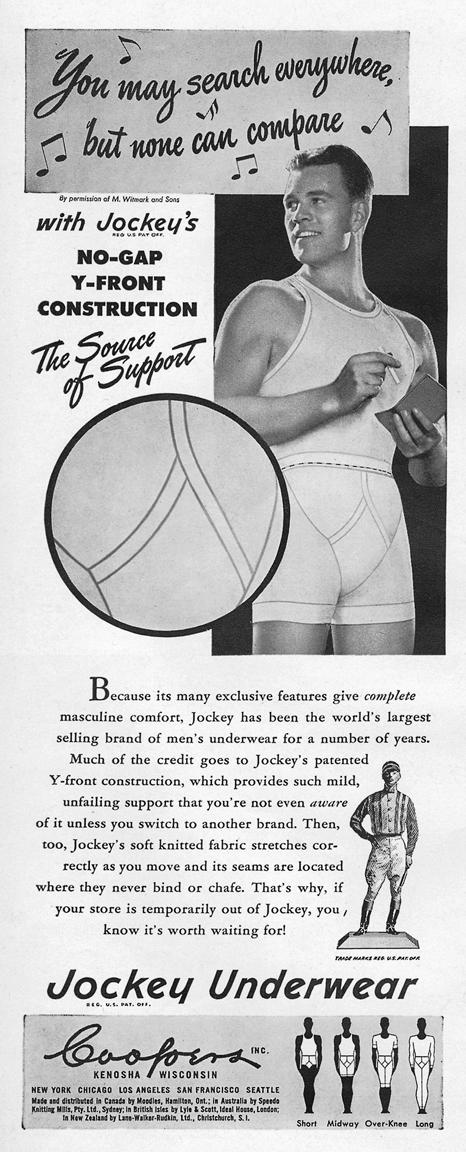 You may search everywhere,
but none can compare
By permission of M. Witmark and Sons
with Jockey's
REG. U.S. PAT. OFF.
NO-GAP
Y-FRONT
CONSTRUCTION
The Source
of Support
Because its many exclusive features give complete
masculine comfort, Jockey has been the world's largest
selling brand of men's underwear for a number of years.
Much of the credit goes to Jockey's patented
Y-front construction, which provides such mild,
unfailing support that you're not even aware
of it unless you switch to another brand. Then,
too, Jockey's soft knitted fabric stretches cor-
rectly as you move and its seams are located
where they never bind or chafe. That's why, if
your store is temporarily out of Jockey, you
know it's worth waiting for!
TRADE MARKS REG. U.S. PAT. OFF.
Jockey Underwear
REG. U.S. PAT. OFF.
Coopers INC.
KENOSHA WISCONSIN
NEW YORK CHICAGO LOS ANGELES SAN FRANCISCO SEATTLE
Made and distributed in Canada by Moodies, Hamilton, Ont.; in Australia by Speedo
Knitting Mills, Pty. Ltd., Sydney; in British Isles by Lyle & Scott, Ideal House, London;
in New Zealand by Lane-Walker-Rudkin, Ltd., Christchurch, S. I.
Short Midway Over-Knee Long